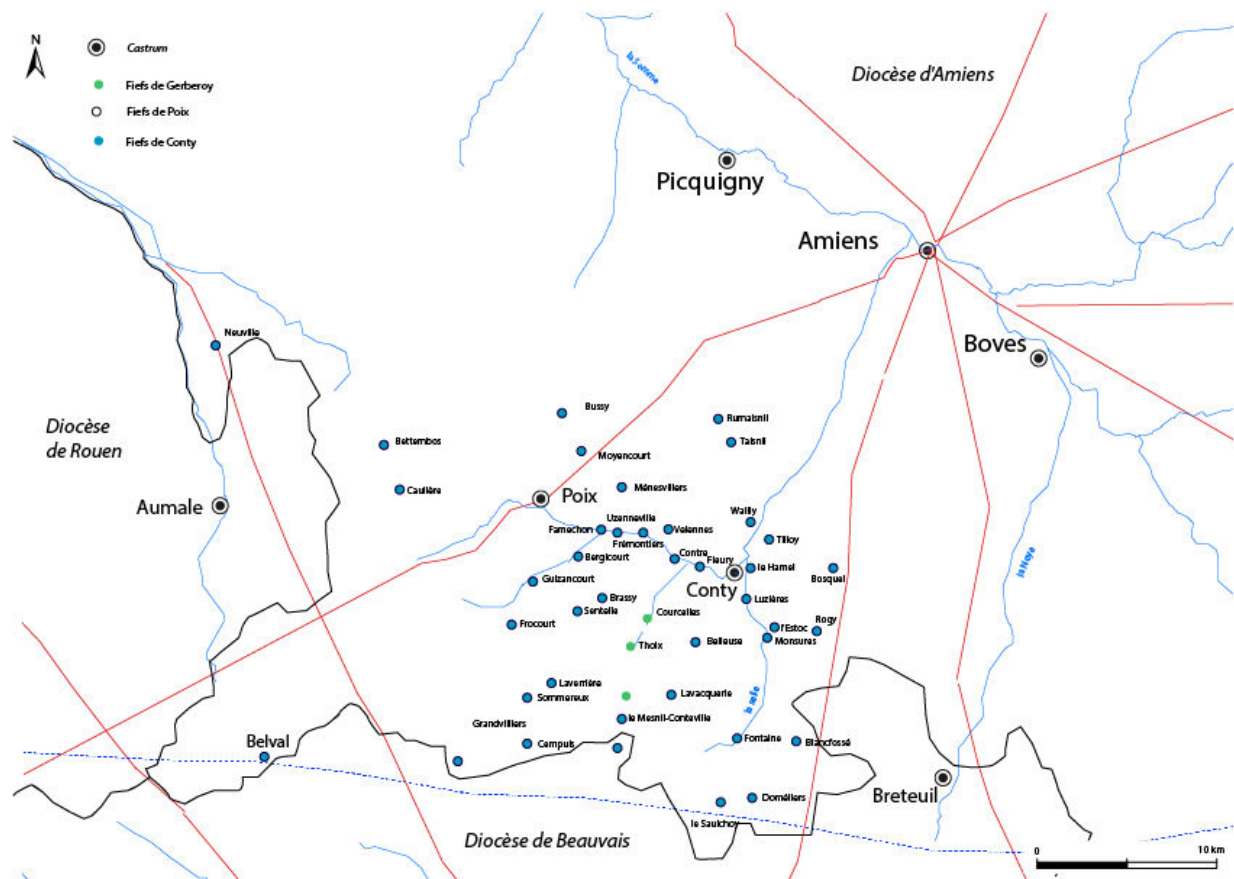 N
Castrum
Fiefs de Gerberoy
Fiefs de Poix
Fiefs de Conty
la Somme
Diocèse d'Amiens
Picquigny
Amiens
Boves
Neuville
Diocèse
de Rouen
Bettembos
Bussy
Rumaisnil
Taisnil
Moyencourt
Caulière
Ménesvillers
Aumale
Poix
Uzenneville
Velennes
Wailly
Famechon
Frémontiers
Tilloy
Bergicourt
Contre
Fleury
le Hamel
Bosquel
Guizancourt
Conty
la Noye
Brassy
Luzières
Sentelle
Courcelles
Frocourt
l'Estoc
Rogy
Thoix
Belleuse
Monsures
Laverrière
Sommereux
Lavacquerie
la selle
Grandvilliers
le Mesnil-Conteville
Belval
Cempuis
Fontaine
Blancfossé
Breteuil
Doméliers
le Saulchoy
Diocèse de Beauvais
0
10 km